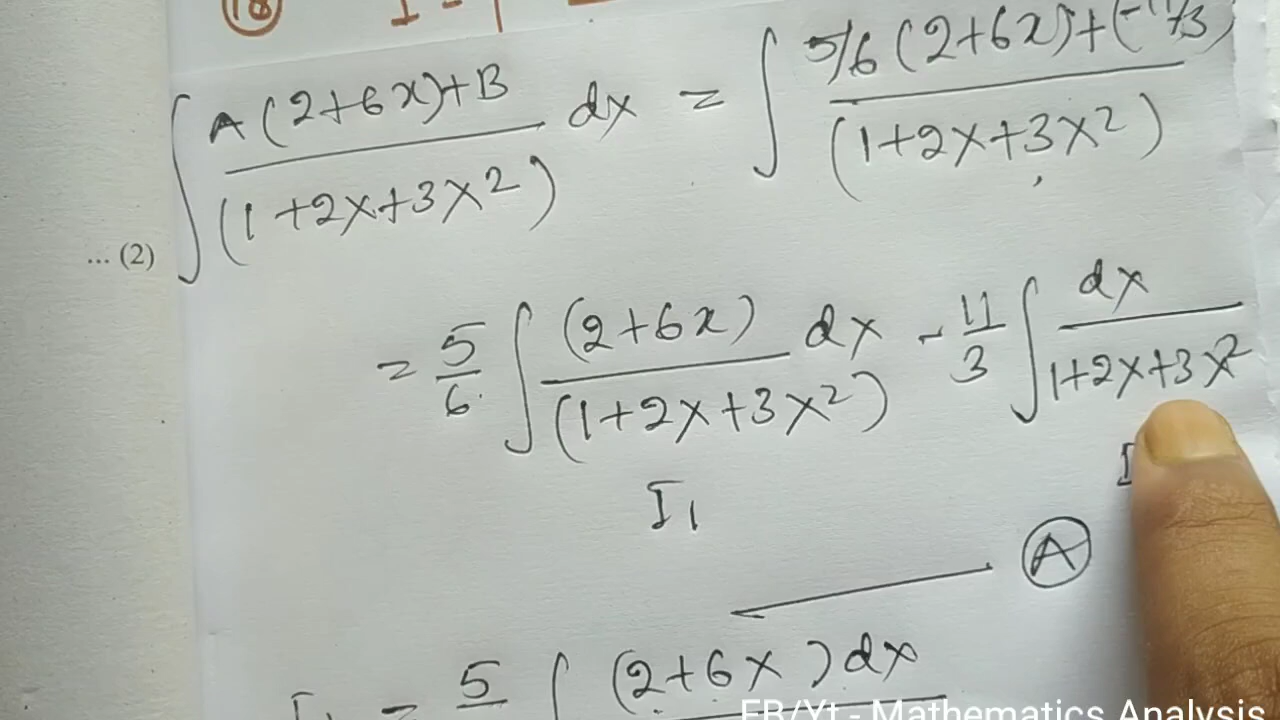 18 I =
∫ A(2+6x)+B / (1+2x+3x²) dx = ∫ 5/6 (2+6x)+(-11/3) / (1+2x+3x²)
... (2)
= 5/6 ∫ (2+6x) / (1+2x+3x²) dx - 11/3 ∫ dx / 1+2x+3x²
I₁ I
A
I₁ = 5 ∫ (2+6x)dx
FB/Yt - Mathematics Analysis